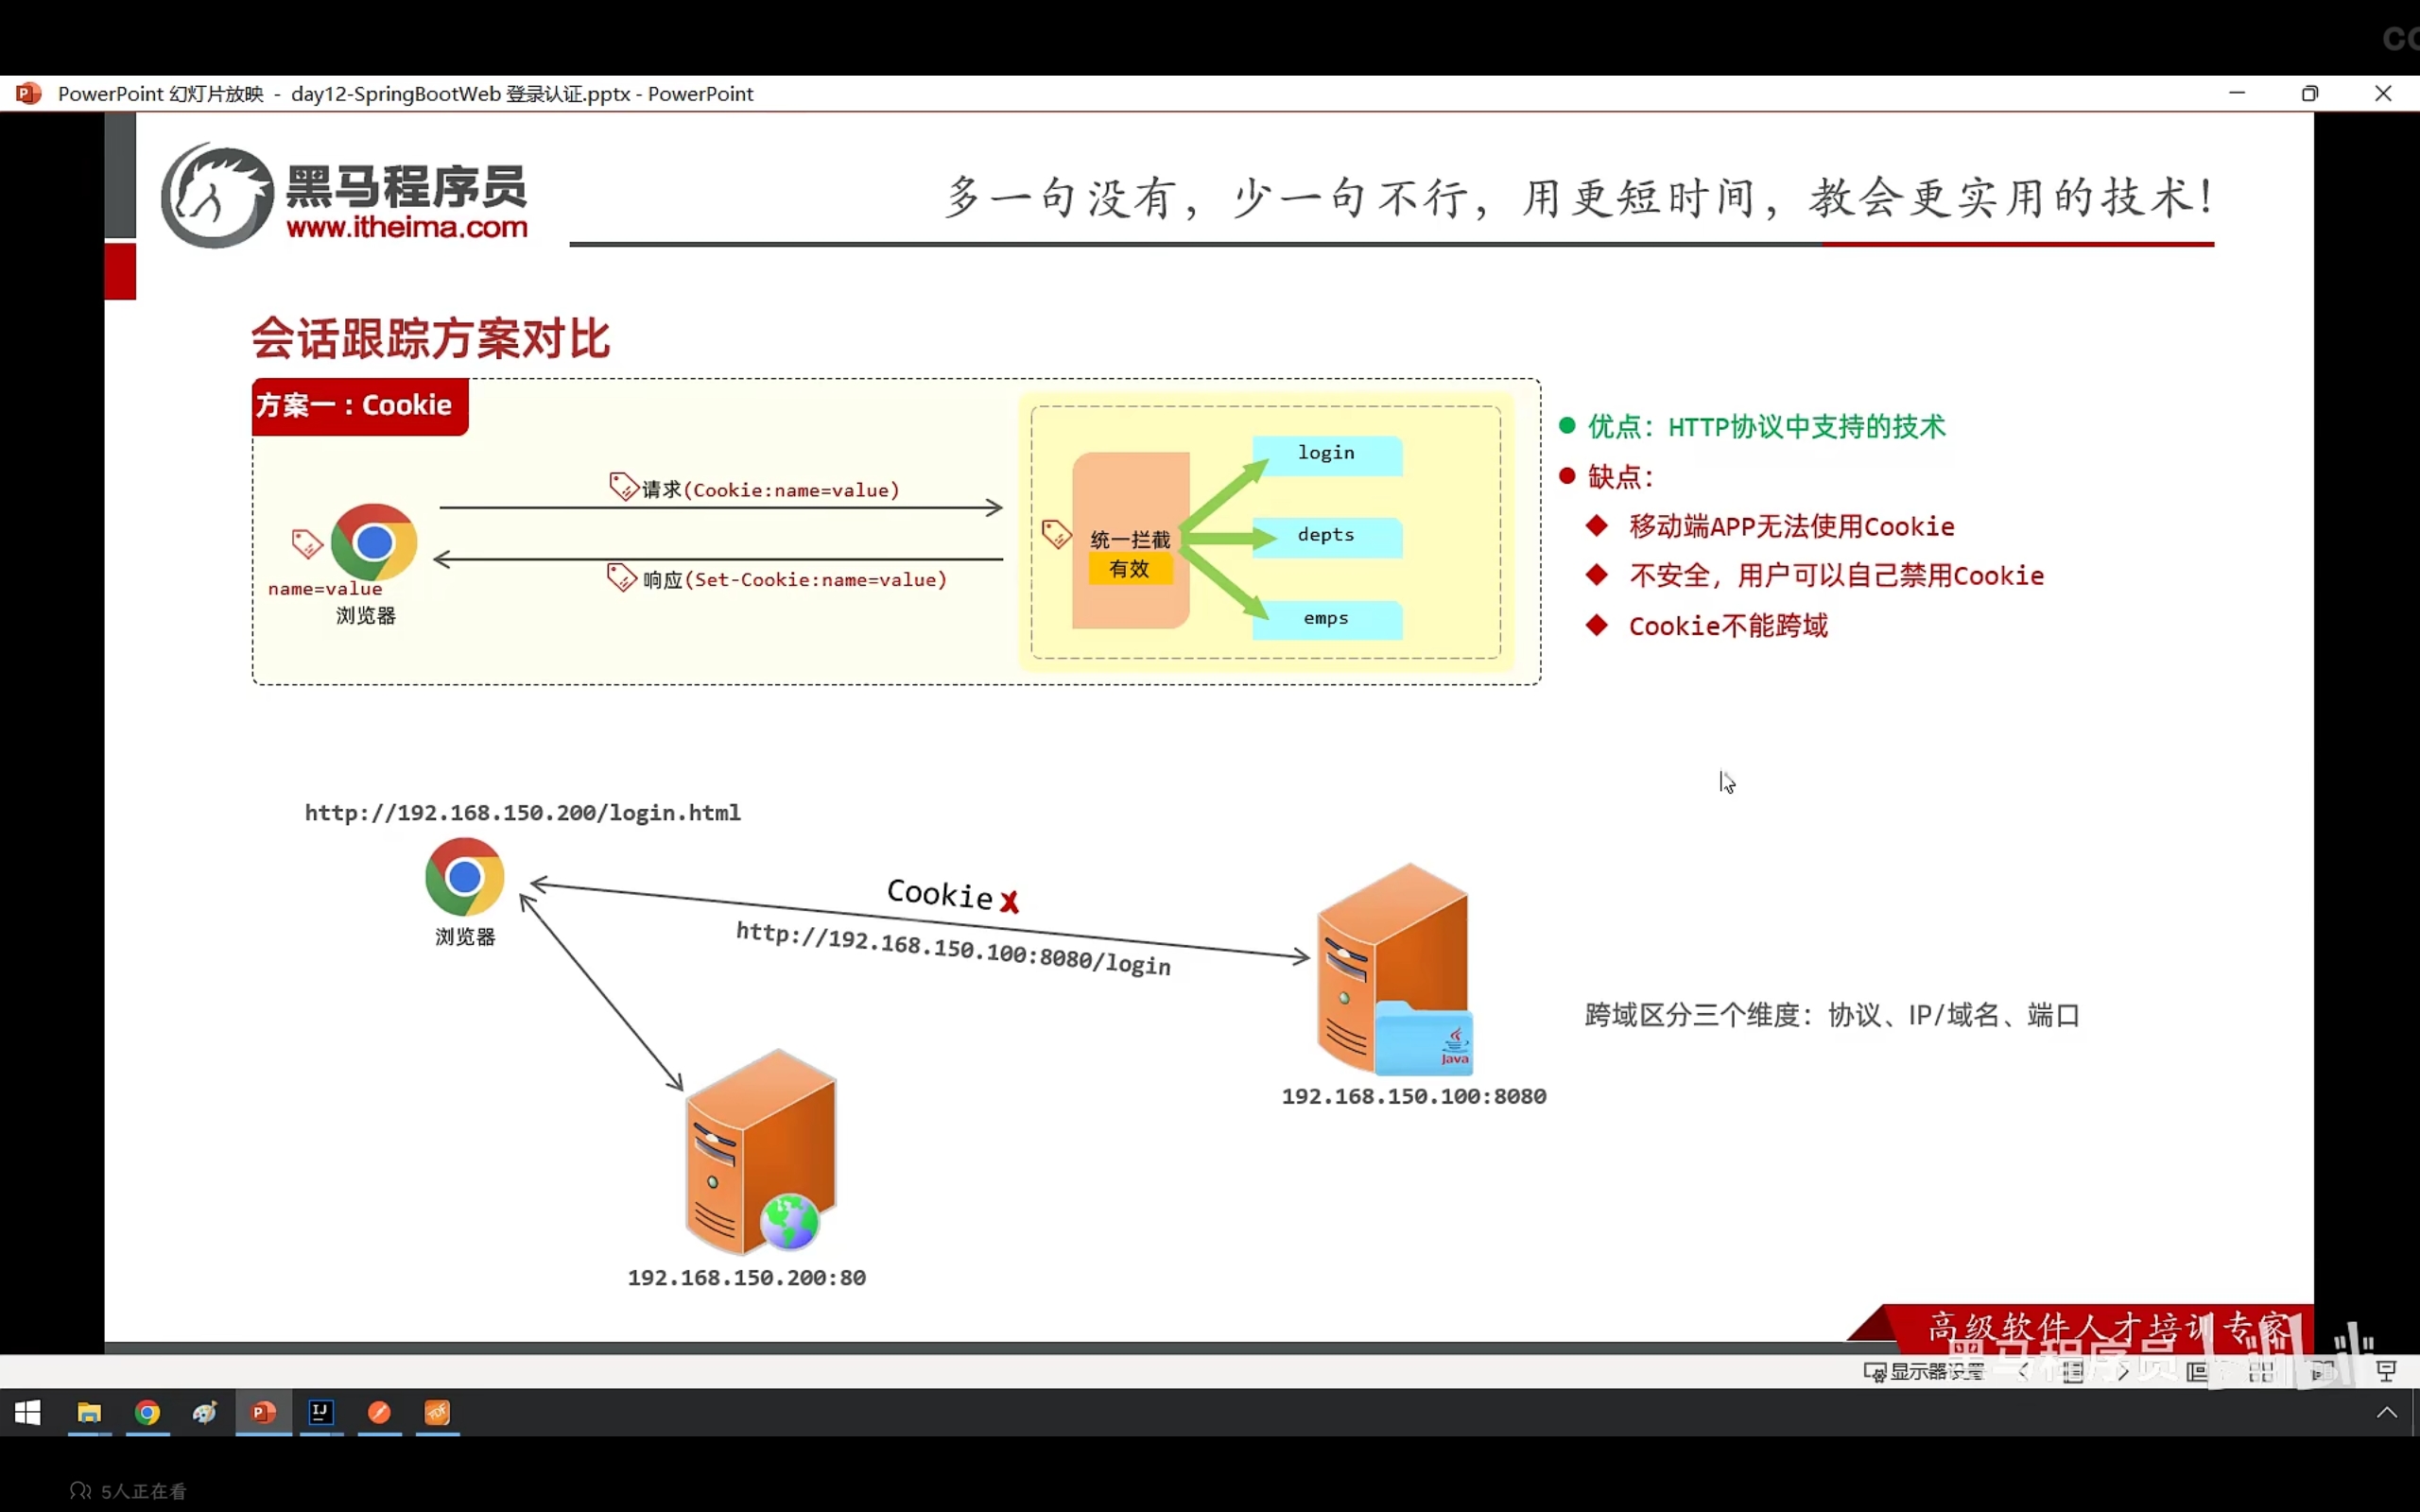 PowerPoint 幻灯片放映 - day12-SpringBootWeb 登录认证.pptx - PowerPoint
黑马程序员
www.itheima.com
多一句没有，少一句不行，用更短时间，教会更实用的技术！
会话跟踪方案对比
方案一：Cookie
请求(Cookie:name=value)
响应(Set-Cookie:name=value)
name=value
浏览器
统一拦截
有效
login
depts
emps
优点：HTTP协议中支持的技术
缺点：
移动端APP无法使用Cookie
不安全，用户可以自己禁用Cookie
Cookie不能跨域
http://192.168.150.200/login.html
浏览器
Cookie
http://192.168.150.100:8080/login
Java
192.168.150.100:8080
跨域区分三个维度：协议、IP/域名、端口
192.168.150.200:80
高级软件人才培训专家
黑马程序员
显示器设置
5人正在看